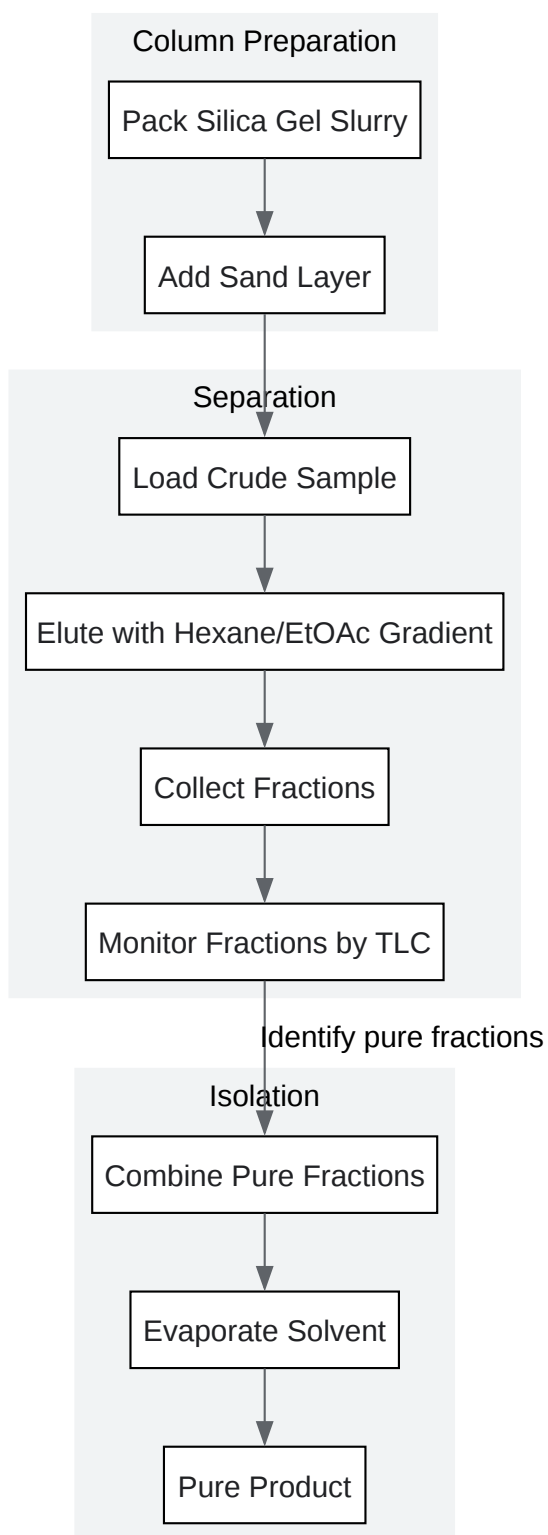 Column Preparation
Pack Silica Gel Slurry
Add Sand Layer
Separation
Load Crude Sample
Elute with Hexane/EtOAc Gradient
Collect Fractions
Monitor Fractions by TLC
Identify pure fractions
Isolation
Combine Pure Fractions
Evaporate Solvent
Pure Product